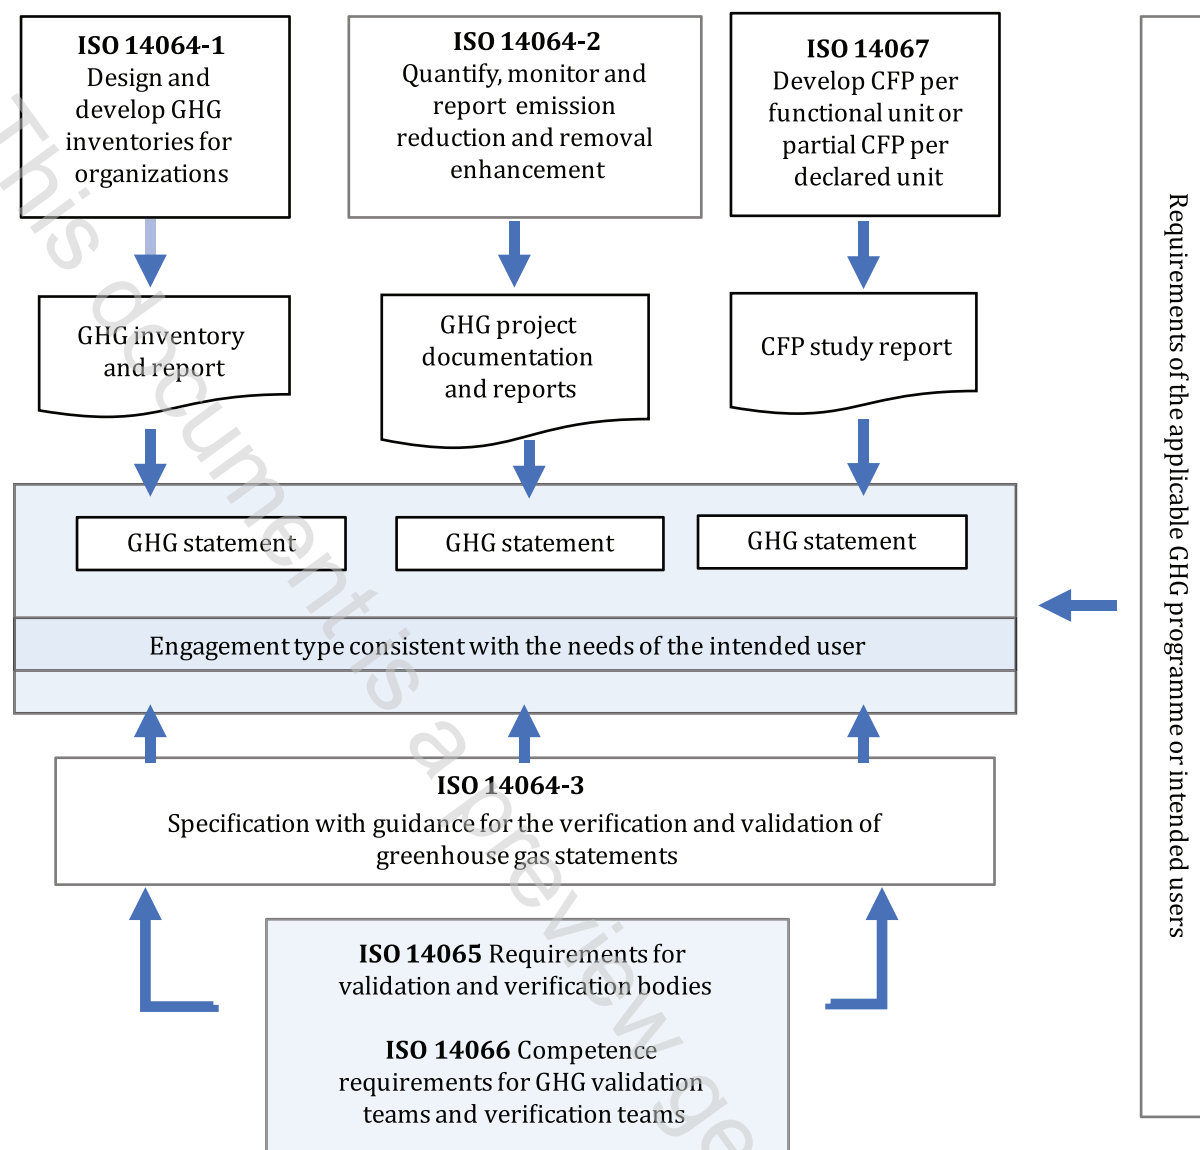 ISO 14064-1
Design and
develop GHG
inventories for
organizations
ISO 14064-2
Quantify, monitor and
report emission
reduction and removal
enhancement
ISO 14067
Develop CFP per
functional unit or
partial CFP per
declared unit
GHG inventory
and report
GHG project
documentation
and reports
CFP study report
GHG statement
GHG statement
GHG statement
Engagement type consistent with the needs of the intended user
ISO 14064-3
Specification with guidance for the verification and validation of
greenhouse gas statements
ISO 14065 Requirements for
validation and verification bodies
ISO 14066 Competence
requirements for GHG validation
teams and verification teams
Requirements of the applicable GHG programme or intended users
This document is a preview ge